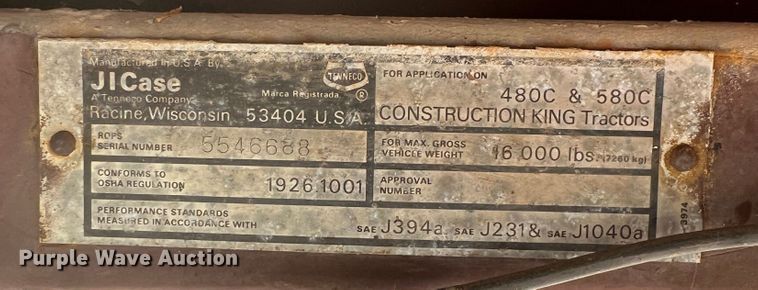 Manufactured in U.S.A. By:
JICase
A Tenneco Company
Racine, Wisconsin 53404 U.S.A.
TENNECO
Marca Registrada ®
FOR APPLICATION ON
480C & 580C
CONSTRUCTION KING Tractors
ROPS
SERIAL NUMBER 5546688
FOR MAX. GROSS
VEHICLE WEIGHT 16,000 lbs. (7260 kg)
CONFORMS TO
OSHA REGULATION 1926.1001
APPROVAL
NUMBER
PERFORMANCE STANDARDS
MEASURED IN ACCORDANCE WITH SAE J394a, SAE J231 & SAE J1040a
-3974
Purple Wave Auction